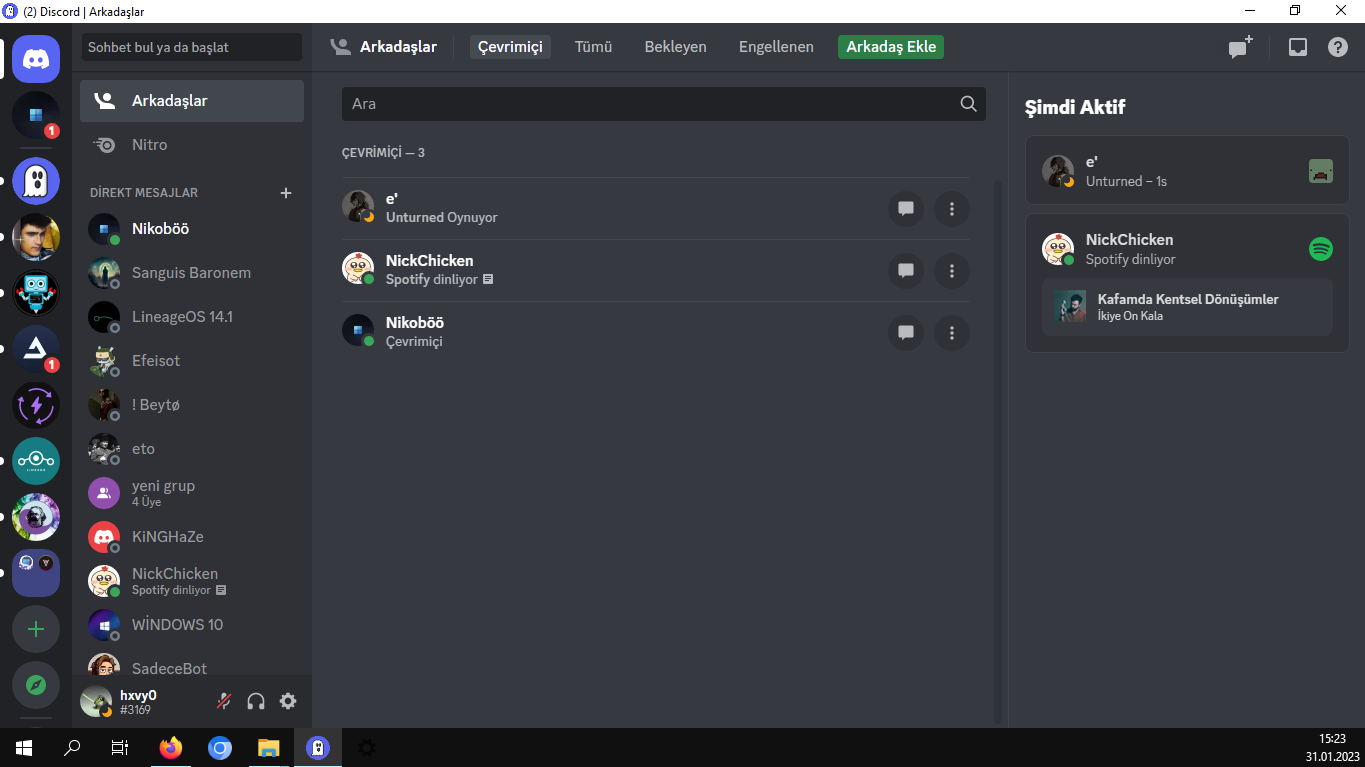 (2) Discord | Arkadaşlar
Sohbet bul ya da başlat
Arkadaşlar
Nitro
DİREKT MESAJLAR
Nikoböö
Sanguis Baronem
LineageOS 14.1
Efeisot
! Beytø
eto
yeni grup
4 Üye
KiNGHaZe
NickChicken
Spotify dinliyor
WİNDOWS 10
SadeceBot
hxvy0
#3169
1
1
Arkadaşlar
Çevrimiçi
Tümü
Bekleyen
Engellenen
Arkadaş Ekle
Ara
ÇEVRİMİÇİ — 3
e'
Unturned Oynuyor
NickChicken
Spotify dinliyor
Nikoböö
Çevrimiçi
Şimdi Aktif
e'
Unturned – 1s
NickChicken
Spotify dinliyor
Kafamda Kentsel Dönüşümler
İkiye On Kala
15:23
31.01.2023